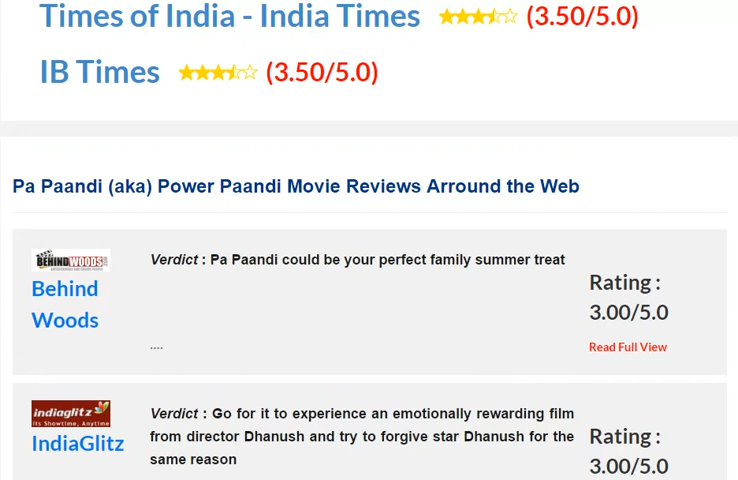 Times of India - India Times (3.50/5.0)
IB Times (3.50/5.0)
Pa Paandi (aka) Power Paandi Movie Reviews Arround the Web
BEHINDWOODS
Behind
Woods
Verdict : Pa Paandi could be your perfect family summer treat
....
Rating :
3.00/5.0
Read Full View
indiaglitz
Its Showtime, Anytime
IndiaGlitz
Verdict : Go for it to experience an emotionally rewarding film
from director Dhanush and try to forgive star Dhanush for the
same reason
Rating :
3.00/5.0